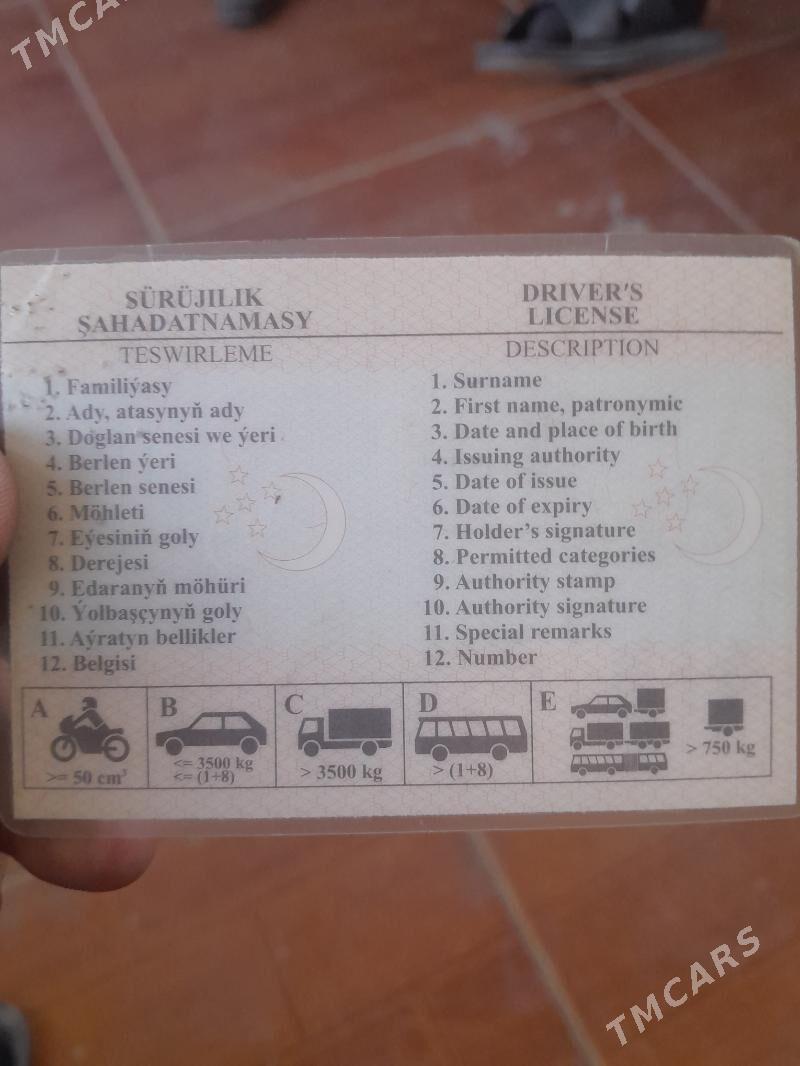 TMCARS
SÜRÜJILIK
ŞAHADATNAMASY
TESWIRLEME
1. Familiýasy
2. Ady, atasynyň ady
3. Doglan senesi we ýeri
4. Berlen ýeri
5. Berlen senesi
6. Möhleti
7. Eýesiniň goly
8. Derejesi
9. Edaranyň möhüri
10. Ýolbaşçynyň goly
11. Aýratyn bellikler
12. Belgisi
DRIVER'S
LICENSE
DESCRIPTION
1. Surname
2. First name, patronymic
3. Date and place of birth
4. Issuing authority
5. Date of issue
6. Date of expiry
7. Holder's signature
8. Permitted categories
9. Authority stamp
10. Authority signature
11. Special remarks
12. Number
A
>= 50 cm³
B
<= 3500 kg
<= (1+8)
C
> 3500 kg
D
> (1+8)
E
> 750 kg
TMCARS